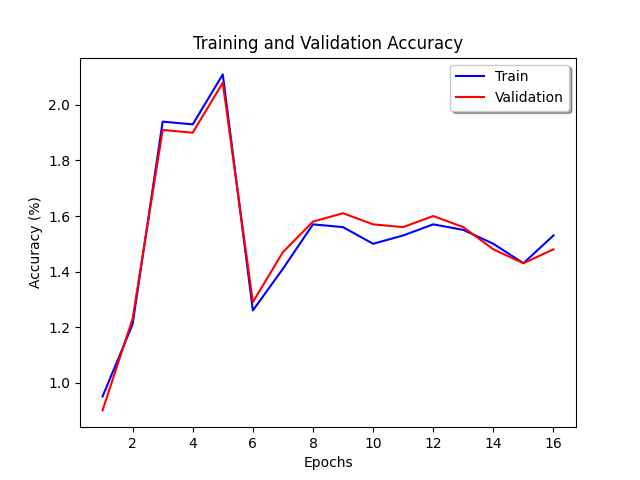 Training and Validation Accuracy
Train
Validation
Accuracy (%)
2.0
1.8
1.6
1.4
1.2
1.0
2 4 6 8 10 12 14 16
Epochs